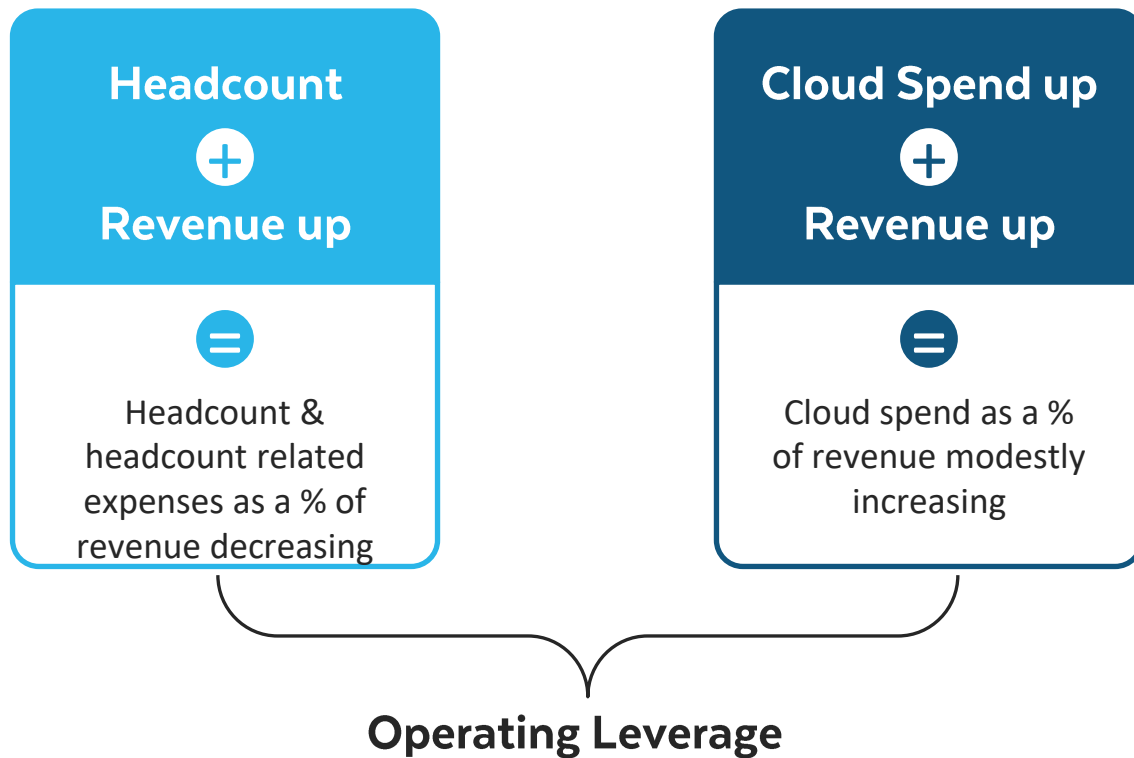 Headcount
+
Revenue up
=
Headcount &
headcount related
expenses as a % of
revenue decreasing
Cloud Spend up
+
Revenue up
=
Cloud spend as a %
of revenue modestly
increasing
Operating Leverage